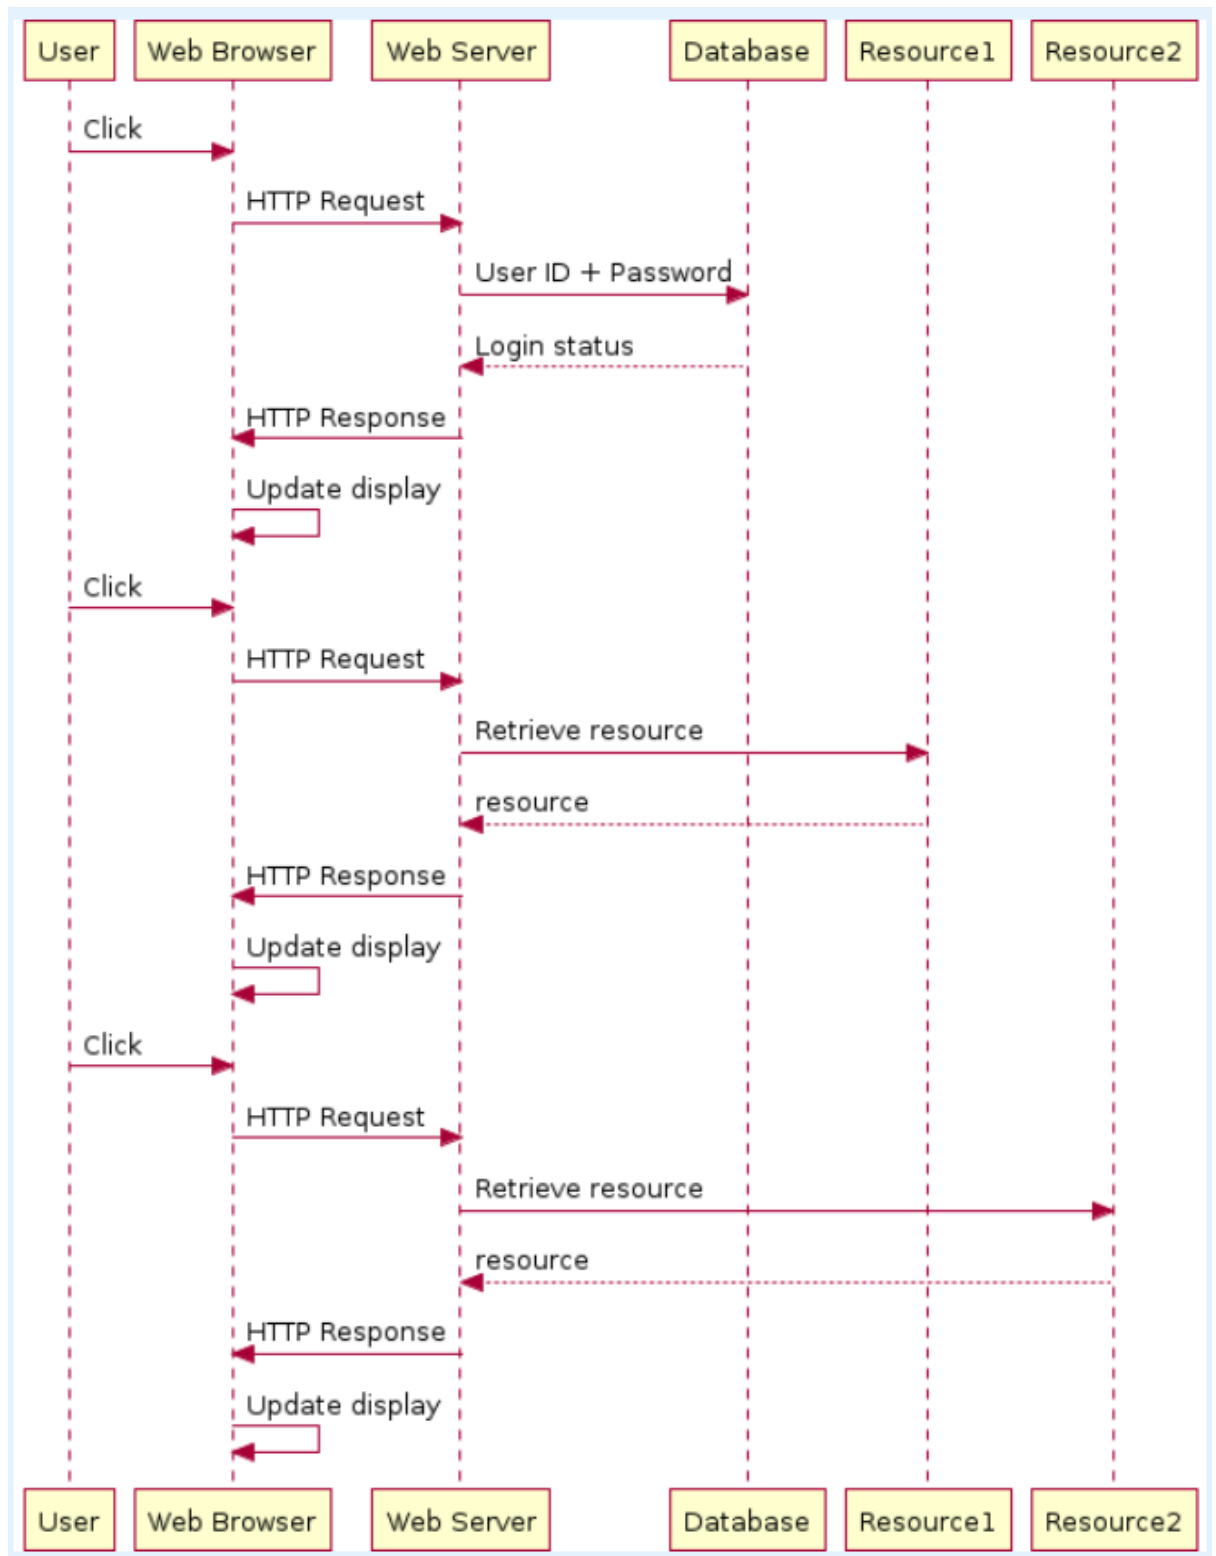 User Web Browser Web Server Database Resource1 Resource2
Click
HTTP Request
User ID + Password
Login status
HTTP Response
Update display
Click
HTTP Request
Retrieve resource
resource
HTTP Response
Update display
Click
HTTP Request
Retrieve resource
resource
HTTP Response
Update display
User Web Browser Web Server Database Resource1 Resource2